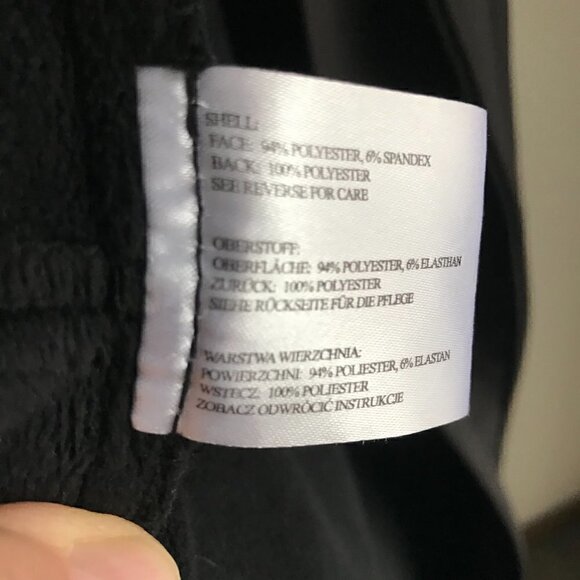 SHELL:
FACE: 94% POLYESTER, 6% SPANDEX
BACK: 100% POLYESTER
SEE REVERSE FOR CARE
OBERSTOFF:
OBERFLÄCHE: 94% POLYESTER, 6% ELASTHAN
ZURÜCK: 100% POLYESTER
SIEHE RÜCKSEITE FÜR DIE PFLEGE
WARSTWA WIERZCHNIA:
POWIERZCHNI: 94% POLIESTER, 6% ELASTAN
WSTECZ: 100% POLIESTER
ZOBACZ ODWRÓCIĆ INSTRUKCJE